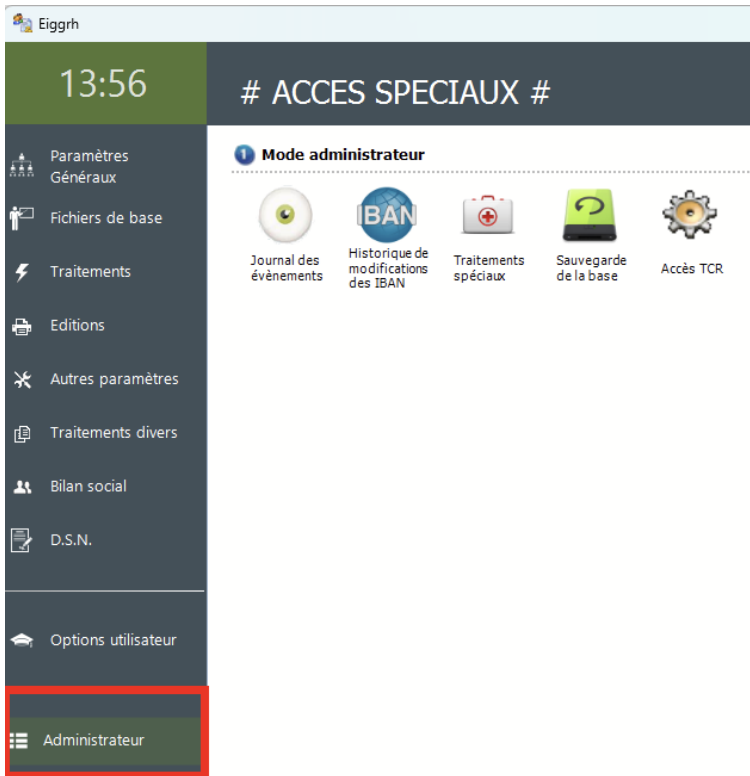 Eiggrh
13:56
# ACCES SPECIAUX #
Paramètres
Généraux
Fichiers de base
Traitements
Editions
Autres paramètres
Traitements divers
Bilan social
D.S.N.
Options utilisateur
Administrateur
1 Mode administrateur
IBAN
Journal des
évènements
Historique de
modifications
des IBAN
Traitements
spéciaux
Sauvegarde
de la base
Accès TCR